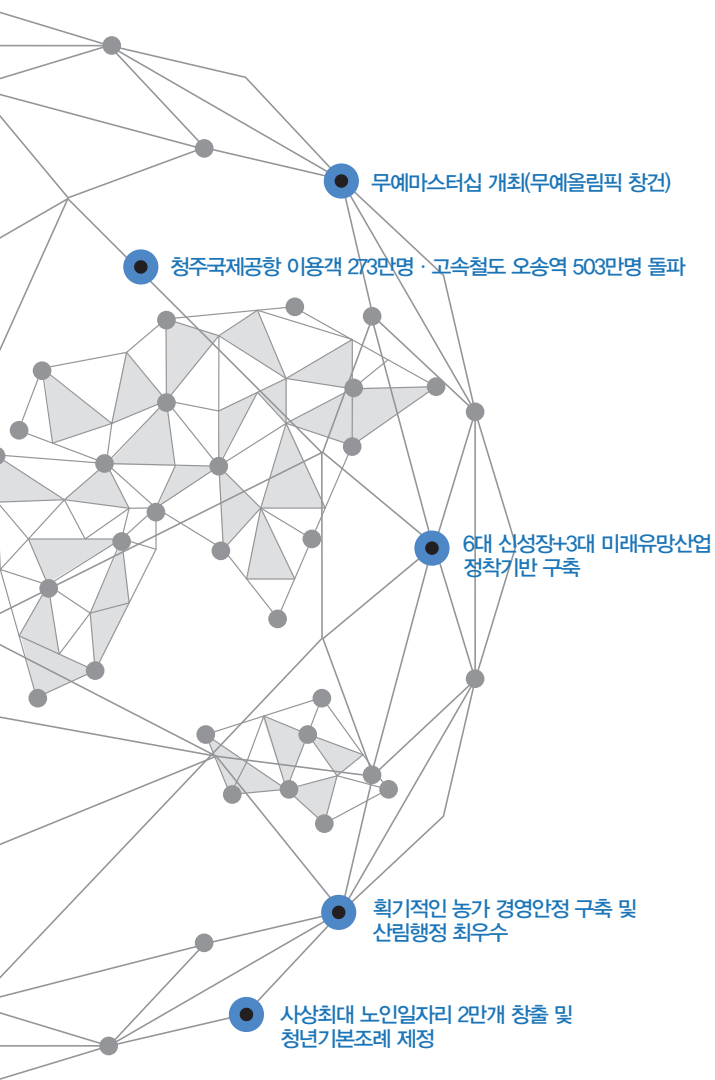 무예마스터십 개최(무예올림픽 창건)
청주국제공항 이용객 273만명 · 고속철도 오송역 503만명 돌파
6대 신성장+3대 미래유망산업
정착기반 구축
획기적인 농가 경영안정 구축 및
산림행정 최우수
사상최대 노인일자리 2만개 창출 및
청년기본조례 제정